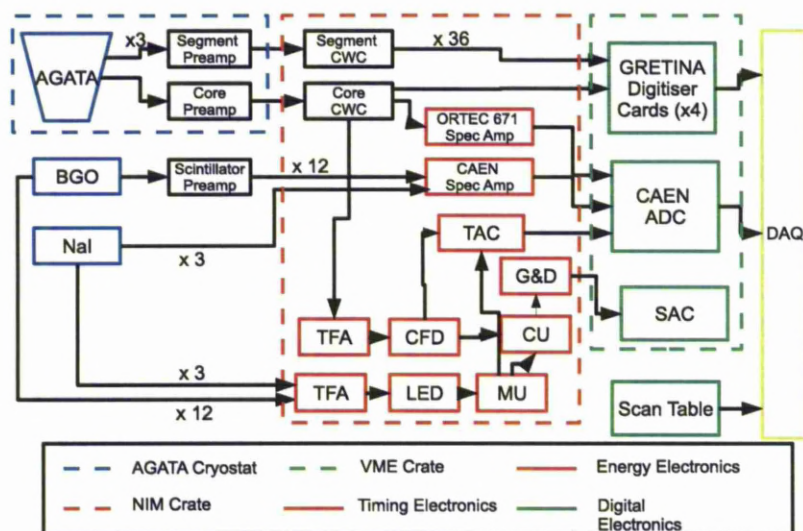 x3
Segment
Preamp
Segment
CWC
x 36
AGATA
GRETINA
Digitiser
Cards (x4)
Core
Preamp
Core
CWC
ORTEC 671
Spec Amp
BGO
Scintillator
Preamp
x 12
CAEN
Spec Amp
CAEN
ADC
NaI
x 3
TAC
DAQ
G&D
SAC
TFA
CFD
CU
x 3
TFA
LED
MU
x 12
Scan Table
AGATA Cryostat
VME Crate
Energy Electronics
NIM Crate
Timing Electronics
Digital
Electronics